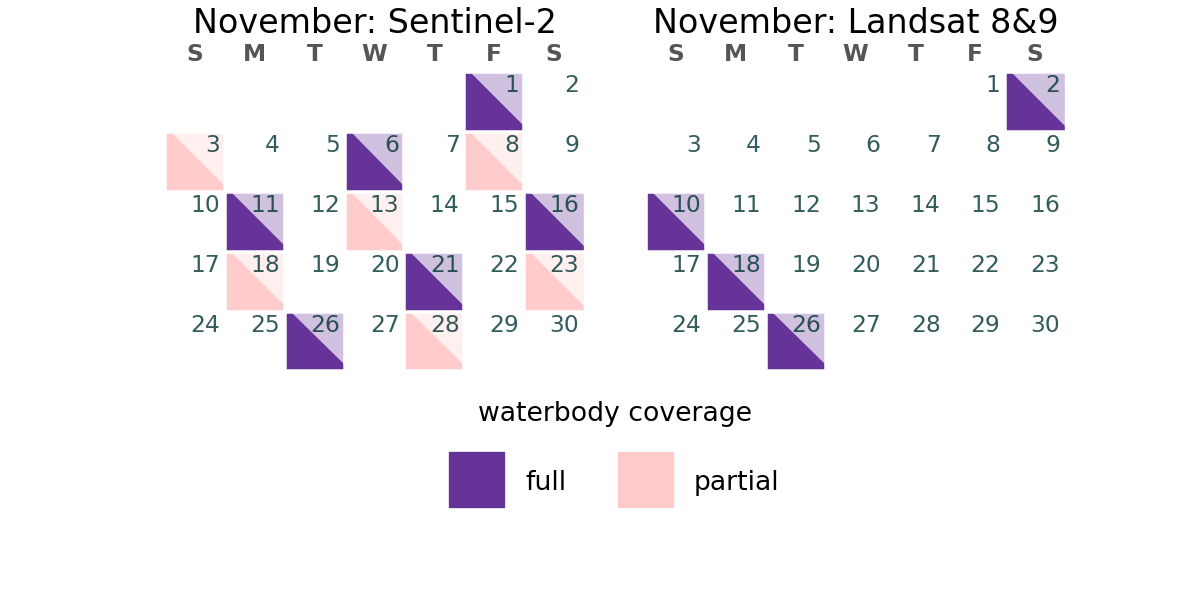 November: Sentinel-2
S M T W T F S
1 2
3 4 5 6 7 8 9
10 11 12 13 14 15 16
17 18 19 20 21 22 23
24 25 26 27 28 29 30
November: Landsat 8&9
S M T W T F S
1 2
3 4 5 6 7 8 9
10 11 12 13 14 15 16
17 18 19 20 21 22 23
24 25 26 27 28 29 30
waterbody coverage
full partial